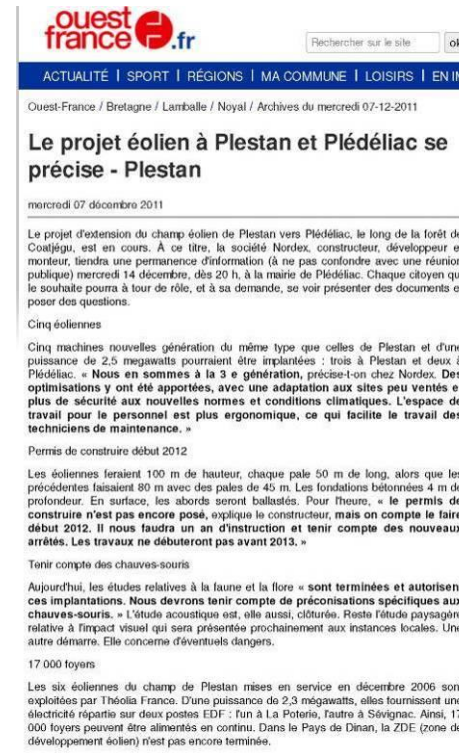 ouest
france .fr
Rechercher sur le site
ok
ACTUALITÉ | SPORT | RÉGIONS | MA COMMUNE | LOISIRS | EN IM
Ouest-France / Bretagne / Lamballe / Noyal / Archives du mercredi 07-12-2011
Le projet éolien à Plestan et Plédéliac se
précise - Plestan
mercredi 07 décembre 2011
Le projet d'extension du champ éolien de Plestan vers Plédéliac, le long de la forêt de
Coatjégu, est en cours. À ce titre, la société Nordex, constructeur, développeur e
monteur, tiendra une permanence d'information (à ne pas confondre avec une réunion
publique) mercredi 14 décembre, dès 20 h, à la mairie de Plédéliac. Chaque citoyen qu
le souhaite pourra à tour de rôle, et à sa demande, se voir présenter des documents e
poser des questions.
Cinq éoliennes
Cinq machines nouvelles génération du même type que celles de Plestan et d'une
puissance de 2,5 megawatts pourraient être implantées : trois à Plestan et deux à
Plédéliac. « Nous en sommes à la 3 e génération, précise-t-on chez Nordex. Des
optimisations y ont été apportées, avec une adaptation aux sites peu ventés e
plus de sécurité aux nouvelles normes et conditions climatiques. L'espace de
travail pour le personnel est plus ergonomique, ce qui facilite le travail des
techniciens de maintenance. »
Permis de construire début 2012
Les éoliennes feraient 100 m de hauteur, chaque pale 50 m de long, alors que les
précédentes faisaient 80 m avec des pales de 45 m. Les fondations bétonnées 4 m de
profondeur. En surface, les abords seront ballastés. Pour l'heure, « le permis de
construire n'est pas encore posé, explique le constructeur, mais on compte le faire
début 2012. Il nous faudra un an d'instruction et tenir compte des nouveaux
arrêtés. Les travaux ne débuteront pas avant 2013. »
Tenir compte des chauves-souris
Aujourd'hui, les études relatives à la faune et la flore « sont terminées et autorisen
ces implantations. Nous devrons tenir compte de préconisations spécifiques aux
chauves-souris. » L'étude acoustique est, elle aussi, clôturée. Reste l'étude paysagère
relative à l'impact visuel qui sera présentée prochainement aux instances locales. Une
autre démarre. Elle concerne d'éventuels dangers.
17 000 foyers
Les six éoliennes du champ de Plestan mises en service en décembre 2006 son
exploitées par Théolia France. D'une puissance de 2,3 mégawatts, elles fournissent une
électricité répartie sur deux postes EDF : l'un à La Poterie, l'autre à Sévignac. Ainsi, 17
000 foyers peuvent être alimentés en continu. Dans le Pays de Dinan, la ZDE (zone de
développement éolien) n'est pas encore terminée.